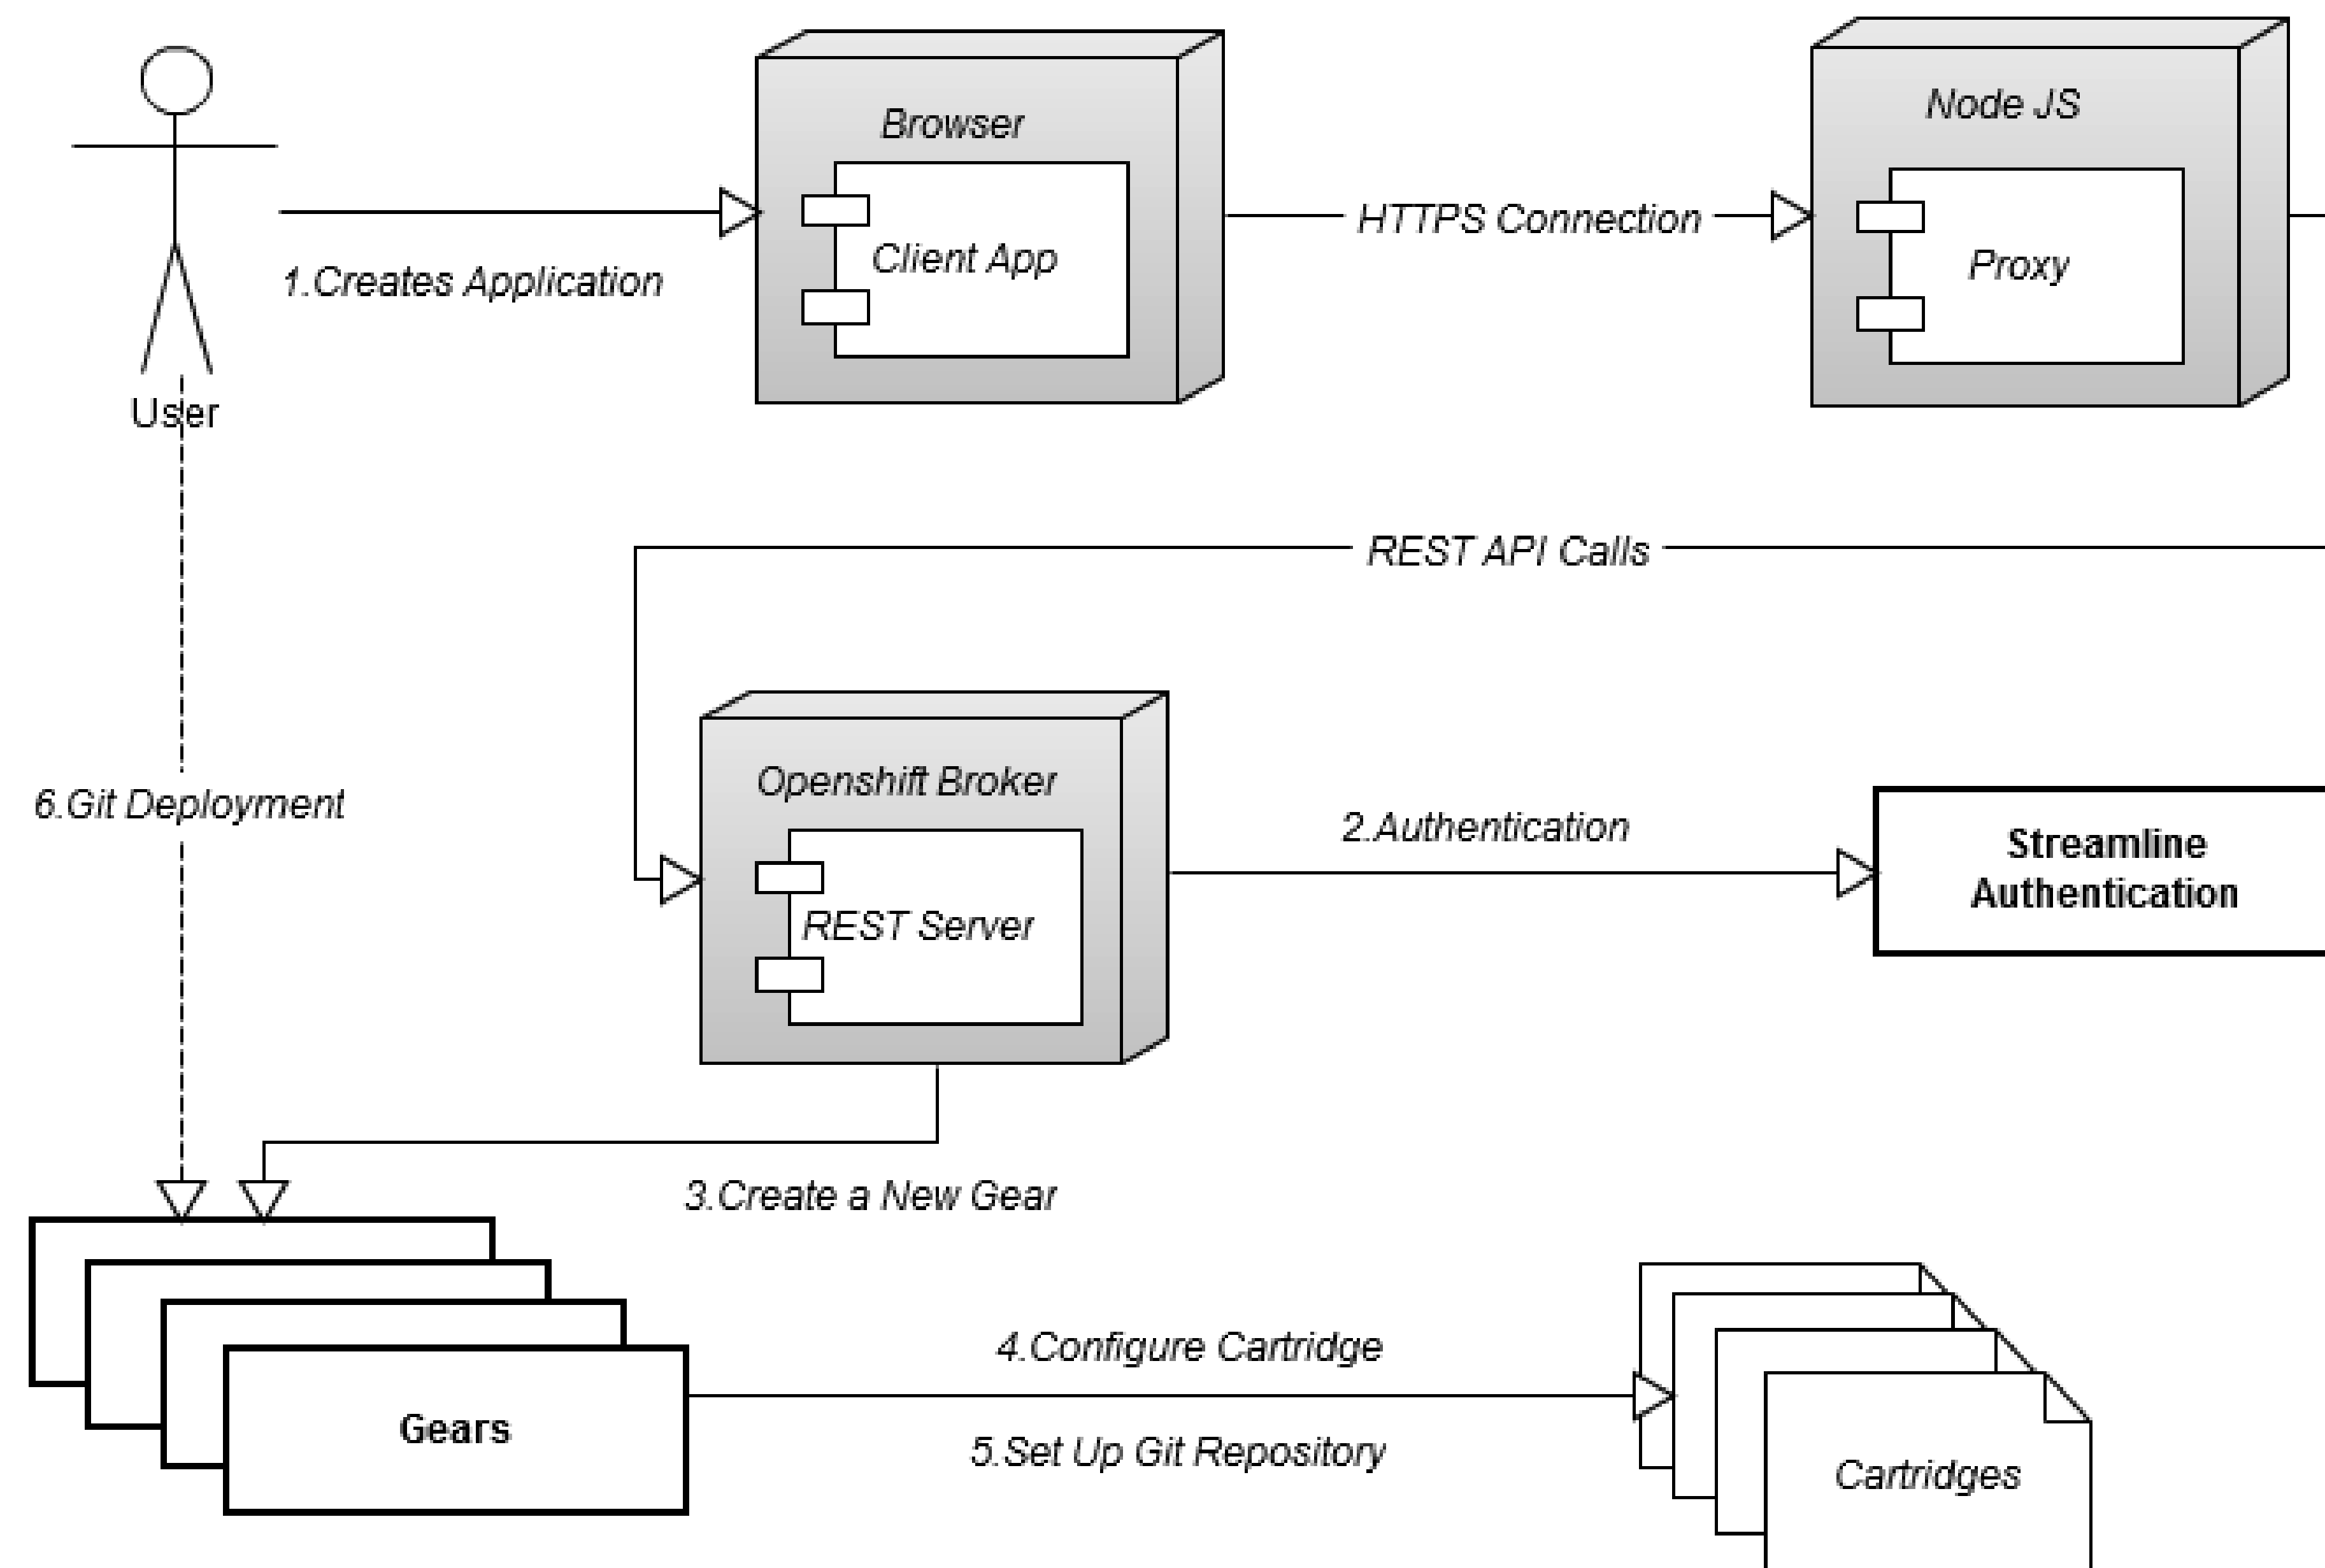 Browser
Node JS
Client App
HTTPS Connection
Proxy
1.Creates Application
User
REST API Calls
Openshift Broker
6.Git Deployment
2.Authentication
Streamline
Authentication
REST Server
3.Create a New Gear
4.Configure Cartridge
Gears
5.Set Up Git Repository
Cartridges